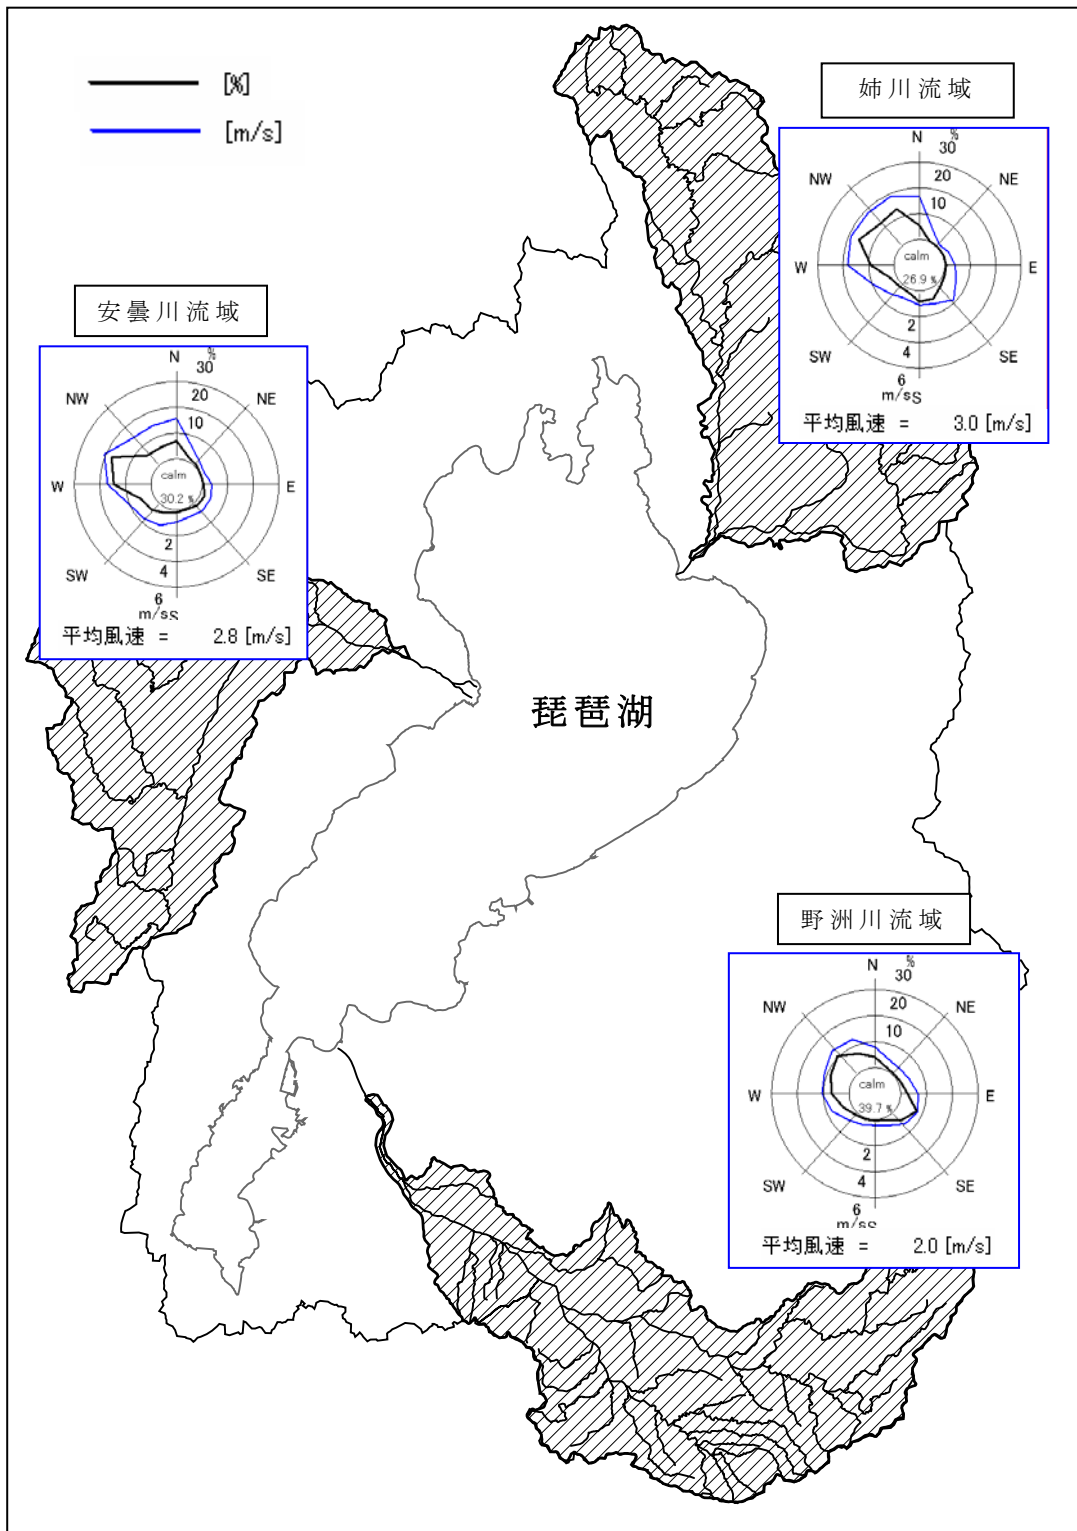 [%]
[m/s]
姉川流域
N
%
30
20
10
NW
NE
W
E
calm
26.9 %
SW
SE
2
4
6
m/s
S
平均風速 = 3.0 [m/s]
安曇川流域
N
%
30
20
10
NW
NE
W
E
calm
30.2 %
SW
SE
2
4
6
m/s
S
平均風速 = 2.8 [m/s]
琵琶湖
野洲川流域
N
%
30
20
10
NW
NE
W
E
calm
39.7 %
SW
SE
2
4
6
m/s
S
平均風速 = 2.0 [m/s]